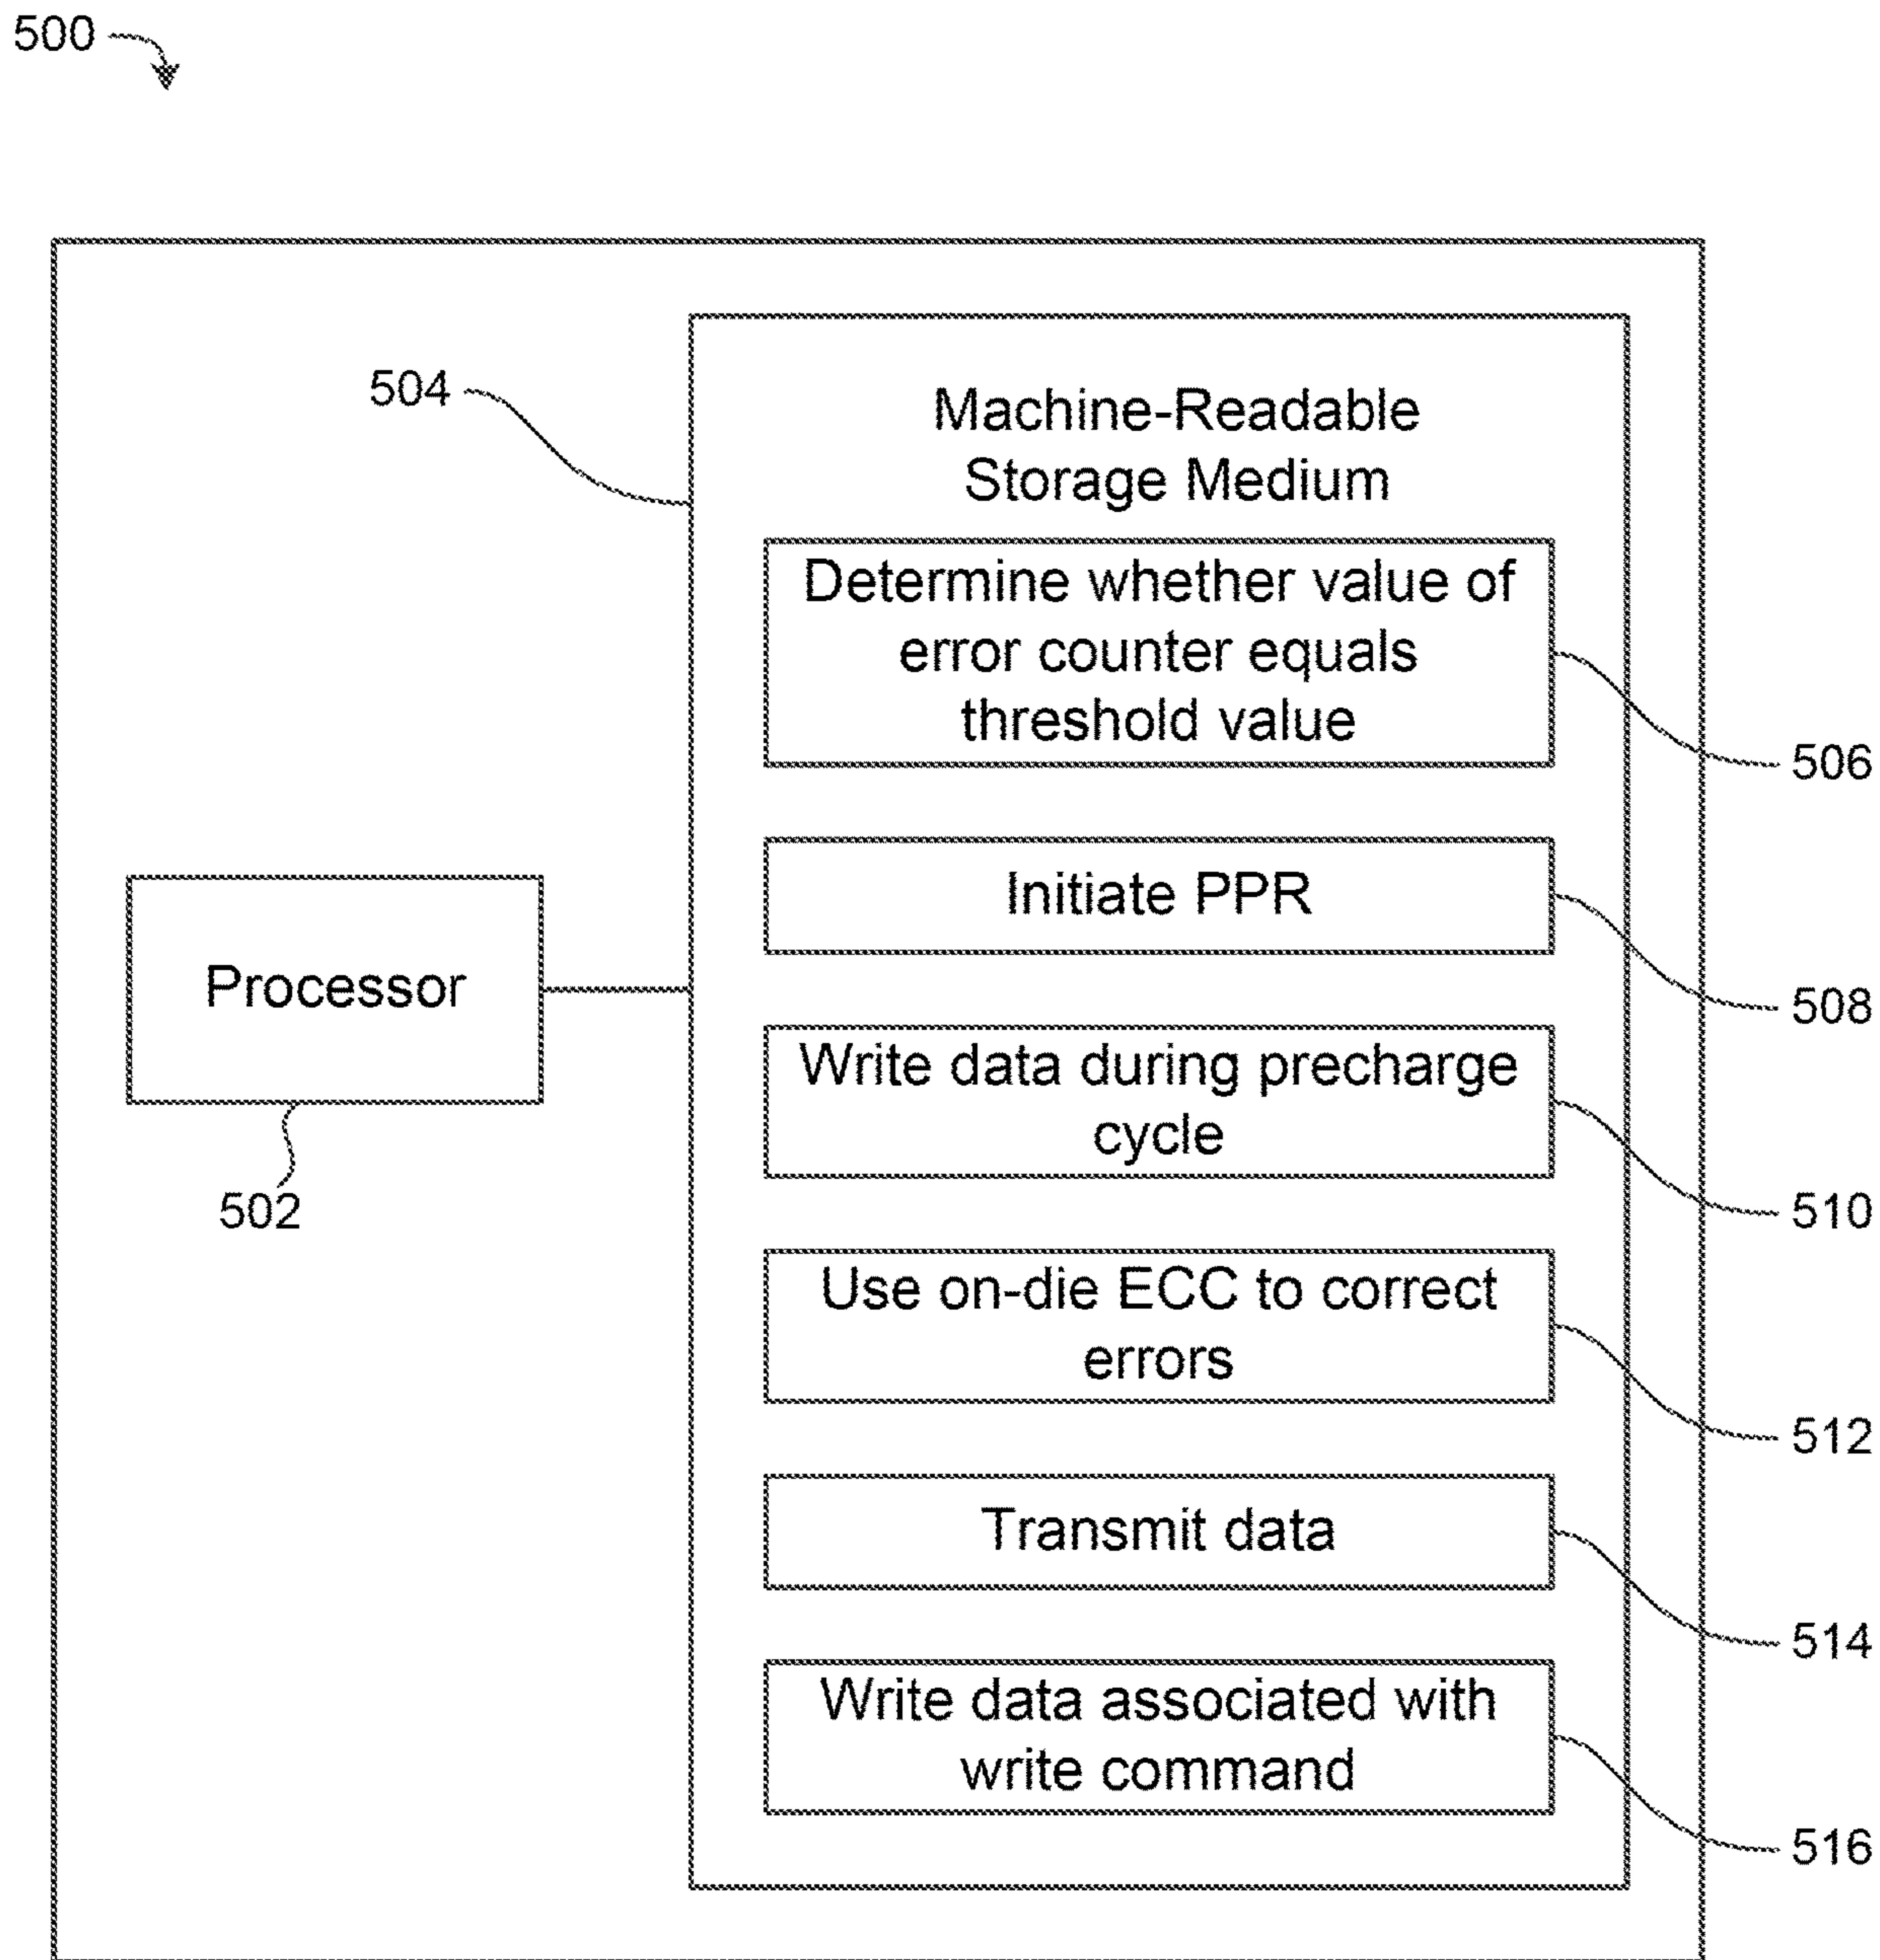 500
504
Machine-Readable
Storage Medium
Determine whether value of
error counter equals
threshold value
506
Initiate PPR
508
Processor
502
Write data during precharge
cycle
510
Use on-die ECC to correct
errors
512
Transmit data
514
Write data associated with
write command
516